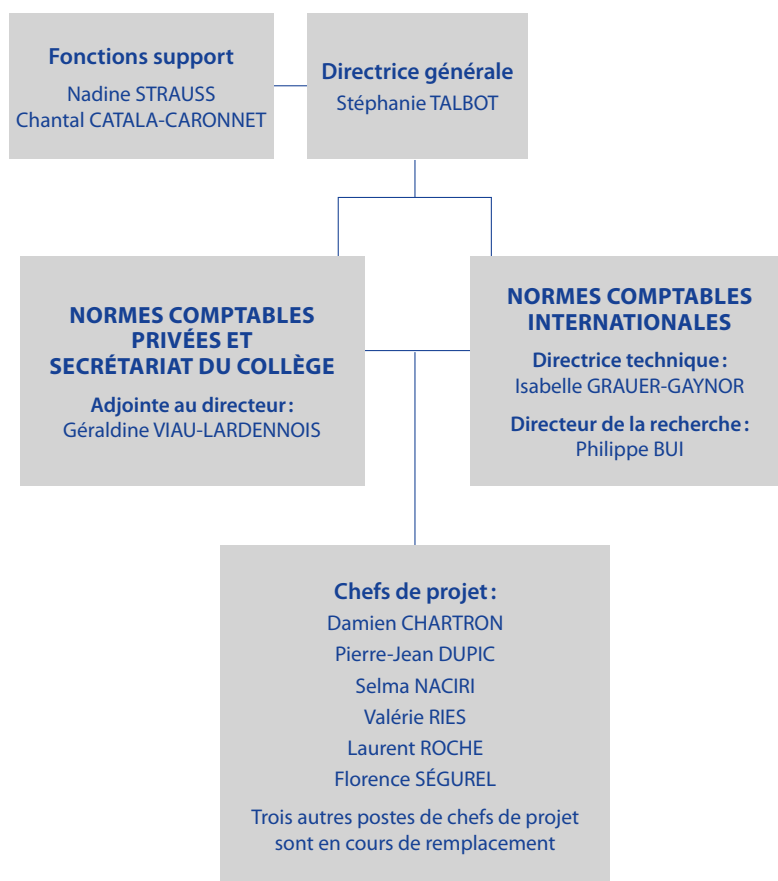 Fonctions support
Nadine STRAUSS
Chantal CATALA-CARONNET
Directrice générale
Stéphanie TALBOT
NORMES COMPTABLES
PRIVÉES ET
SECRÉTARIAT DU COLLÈGE
Adjointe au directeur :
Géraldine VIAU-LARDENNOIS
NORMES COMPTABLES
INTERNATIONALES
Directrice technique :
Isabelle GRAUER-GAYNOR
Directeur de la recherche :
Philippe BUI
Chefs de projet :
Damien CHARTRON
Pierre-Jean DUPIC
Selma NACIRI
Valérie RIES
Laurent ROCHE
Florence SÉGUREL
Trois autres postes de chefs de projet
sont en cours de remplacement